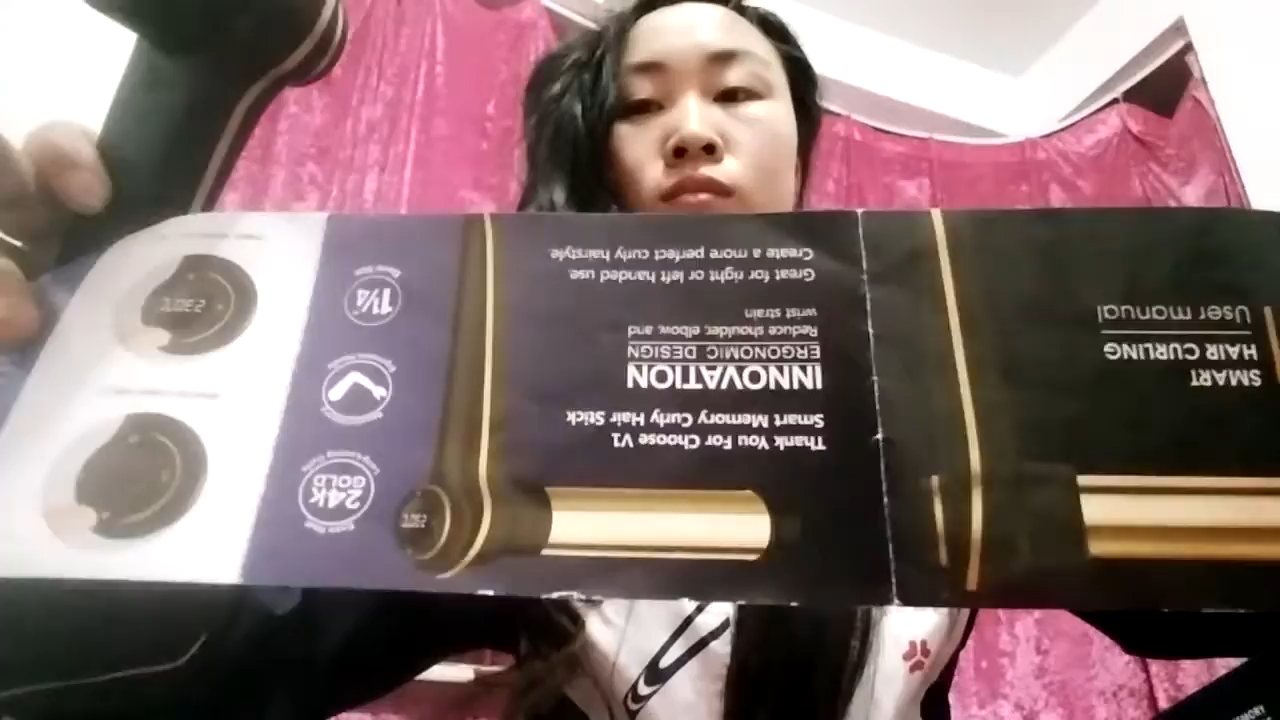 SMART
HAIR CURLING
User manual
Thank You For Choose V1
Smart Memory Curly Hair Stick
INNOVATION
ERGONOMIC DESIGN
Reduce shoulder, elbow, and
wrist strain
Great for right or left handed use.
Create a more perfect curly hairstyle.
24K
GOLD
1¼
230℃